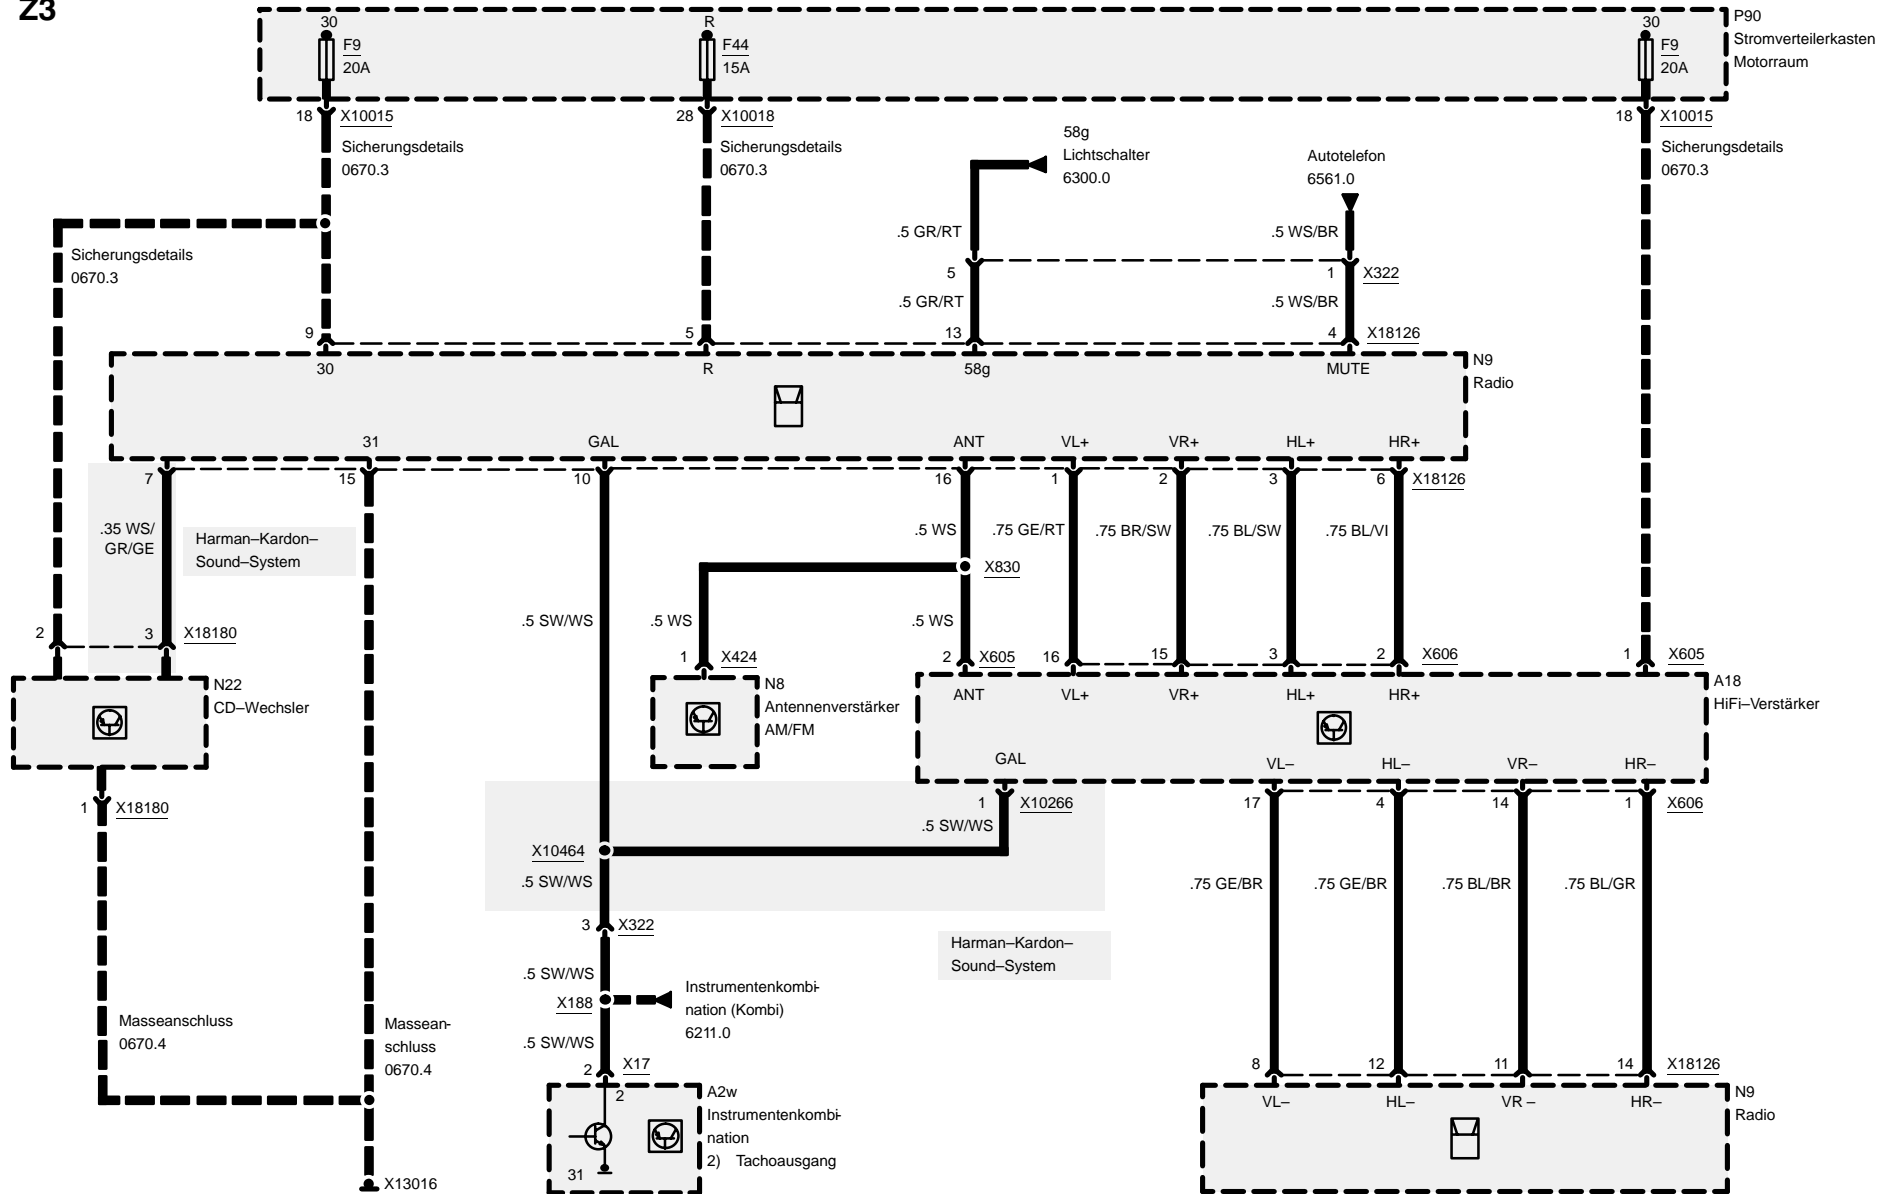 Z3
30
R
30
P90
Stromverteilerkasten
Motorraum
F9
20A
F44
15A
F9
20A
18
X10015
28
X10018
18
X10015
Sicherungsdetails
0670.3
Sicherungsdetails
0670.3
58g
Lichtschalter
6300.0
Autotelefon
6561.0
Sicherungsdetails
0670.3
Sicherungsdetails
0670.3
.5 GR/RT
.5 WS/BR
5
1
X322
.5 GR/RT
.5 WS/BR
9
5
13
4
X18126
30
R
58g
MUTE
N9
Radio
31
GAL
ANT
VL+
VR+
HL+
HR+
7
15
10
16
1
2
3
6
X18126
.35 WS/
GR/GE
Harman–Kardon–
Sound–System
.5 WS
.75 GE/RT
.75 BR/SW
.75 BL/SW
.75 BL/VI
X830
.5 SW/WS
.5 WS
.5 WS
2
3
X18180
1
X424
2
X605
16
15
3
2
X606
1
X605
N22
CD–Wechsler
N8
Antennenverstärker
AM/FM
ANT
VL+
VR+
HL+
HR+
A18
HiFi–Verstärker
GAL
VL–
HL–
VR–
HR–
1
X18180
1
X10266
17
4
14
1
X606
.5 SW/WS
X10464
.5 SW/WS
.75 GE/BR
.75 GE/BR
.75 BL/BR
.75 BL/GR
3
X322
Harman–Kardon–
Sound–System
.5 SW/WS
X188
Instrumentenkombi-
nation (Kombi)
6211.0
Masseanschluss
0670.4
Massean-
schluss
0670.4
.5 SW/WS
2
X17
8
12
11
14
X18126
2
A2w
Instrumentenkombi-
nation
2) Tachoausgang
31
VL–
HL–
VR –
HR–
N9
Radio
X13016